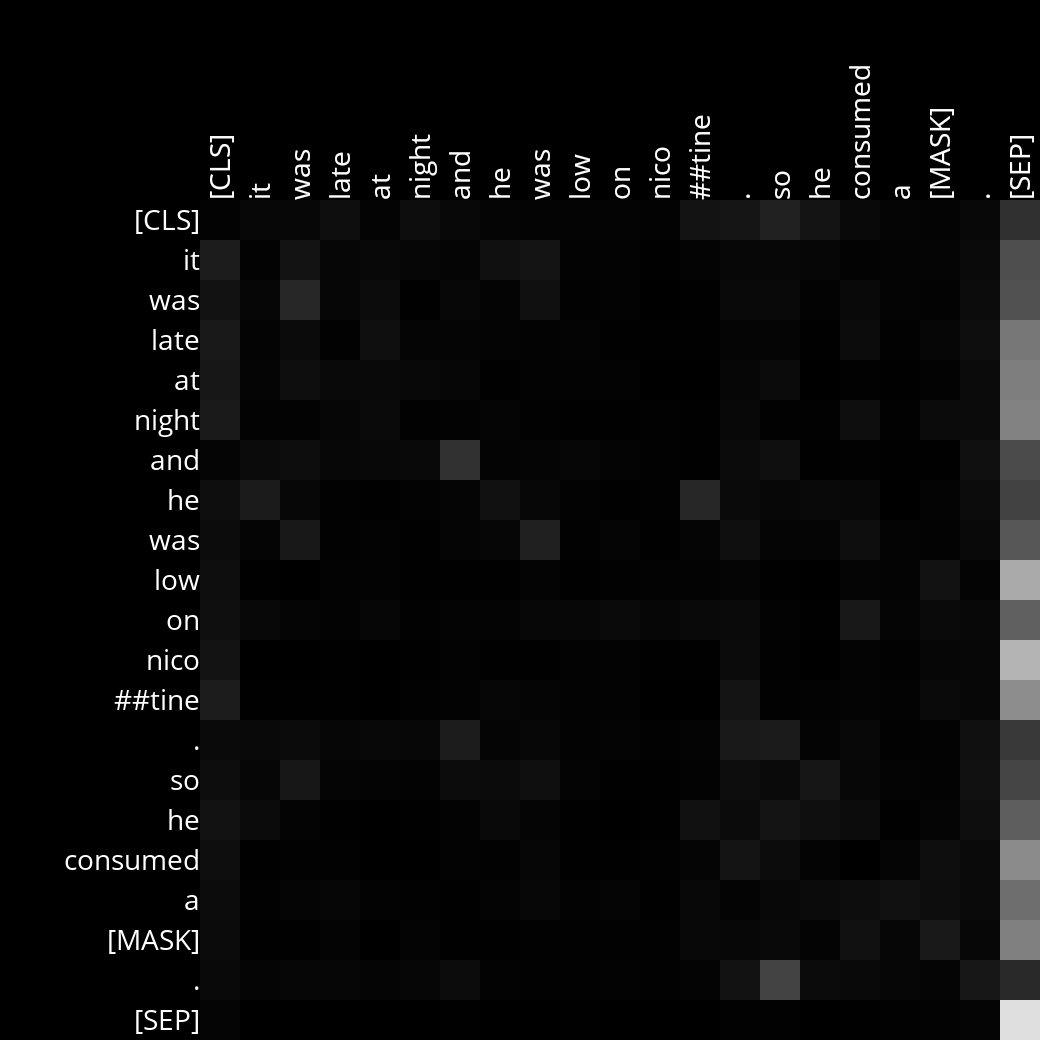 [CLS] it was late at night and he was low on nico ##tine . so he consumed a [MASK] . [SEP]
[CLS]
it
was
late
at
night
and
he
was
low
on
nico
##tine
.
so
he
consumed
a
[MASK]
.
[SEP]